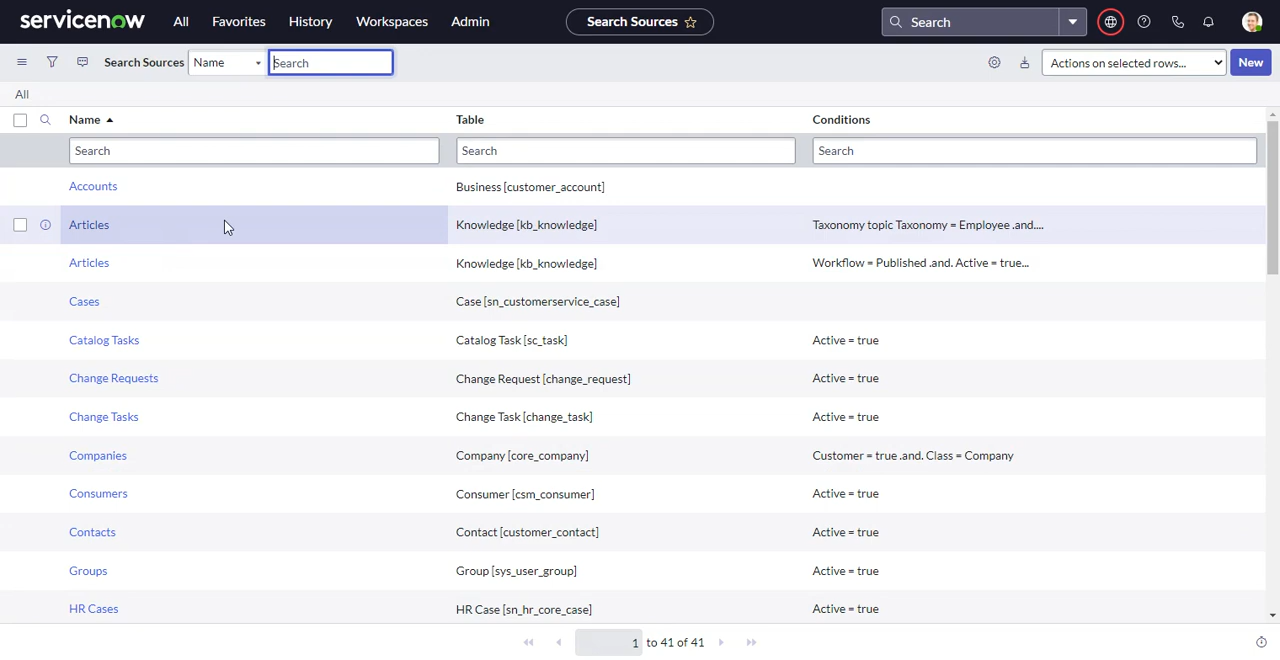 servicenow All Favorites History Workspaces Admin Search Sources Search
Search Sources Name Search Actions on selected rows... New
All
Name Table Conditions
Search Search Search
Accounts Business [customer_account]
Articles Knowledge [kb_knowledge] Taxonomy topic Taxonomy = Employee .and....
Articles Knowledge [kb_knowledge] Workflow = Published .and. Active = true...
Cases Case [sn_customerservice_case]
Catalog Tasks Catalog Task [sc_task] Active = true
Change Requests Change Request [change_request] Active = true
Change Tasks Change Task [change_task] Active = true
Companies Company [core_company] Customer = true .and. Class = Company
Consumers Consumer [csm_consumer] Active = true
Contacts Contact [customer_contact] Active = true
Groups Group [sys_user_group] Active = true
HR Cases HR Case [sn_hr_core_case] Active = true
1 to 41 of 41